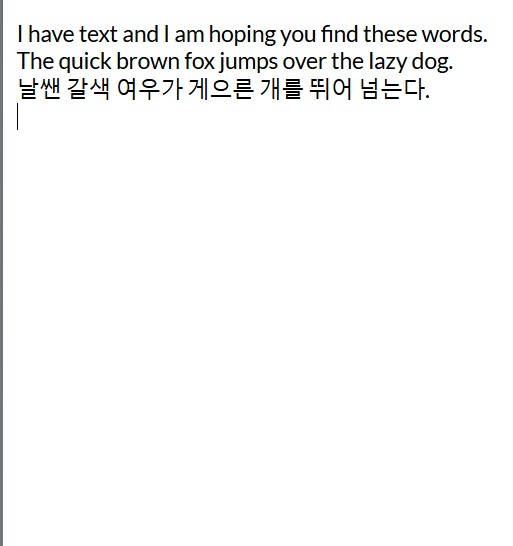 I have text and I am hoping you find these words.
The quick brown fox jumps over the lazy dog.
날쌘 갈색 여우가 게으른 개를 뛰어 넘는다.